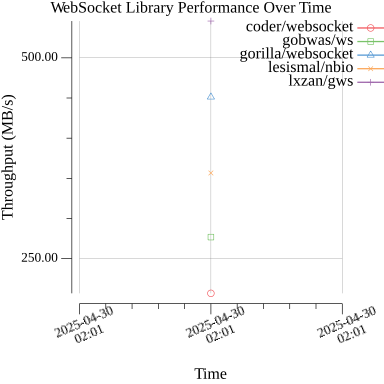 WebSocket Library Performance Over Time
coder/websocket
gobwas/ws
gorilla/websocket
lesismal/nbio
lxzan/gws
500.00
250.00
Throughput (MB/s)
2025-04-30
02:01
2025-04-30
02:01
2025-04-30
02:01
Time